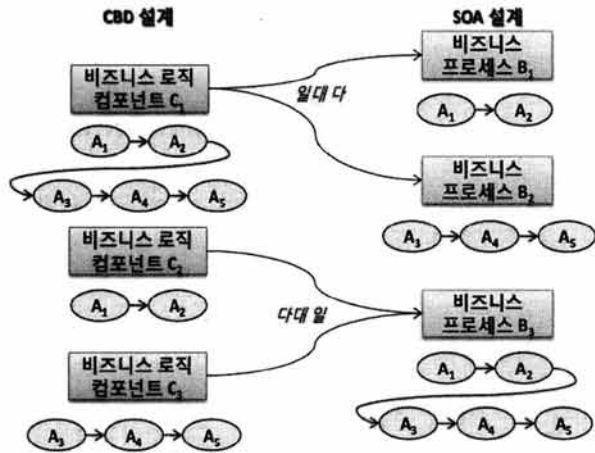 CBD 설계
SOA 설계
비즈니스 로직
컴포넌트 C₁
A₁ A₂
A₃ A₄ A₅
일대 다
비즈니스
프로세스 B₁
A₁ A₂
비즈니스
프로세스 B₂
A₃ A₄ A₅
비즈니스 로직
컴포넌트 C₂
A₁ A₂
비즈니스 로직
컴포넌트 C₃
A₃ A₄ A₅
다대 일
비즈니스
프로세스 B₃
A₁ A₂
A₃ A₄ A₅